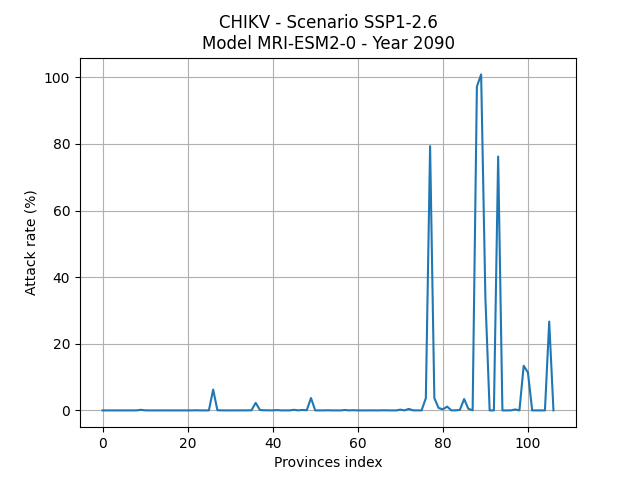 CHIKV - Scenario SSP1-2.6
Model MRI-ESM2-0 - Year 2090
100
80
60
40
20
0
Attack rate (%)
0 20 40 60 80 100
Provinces index